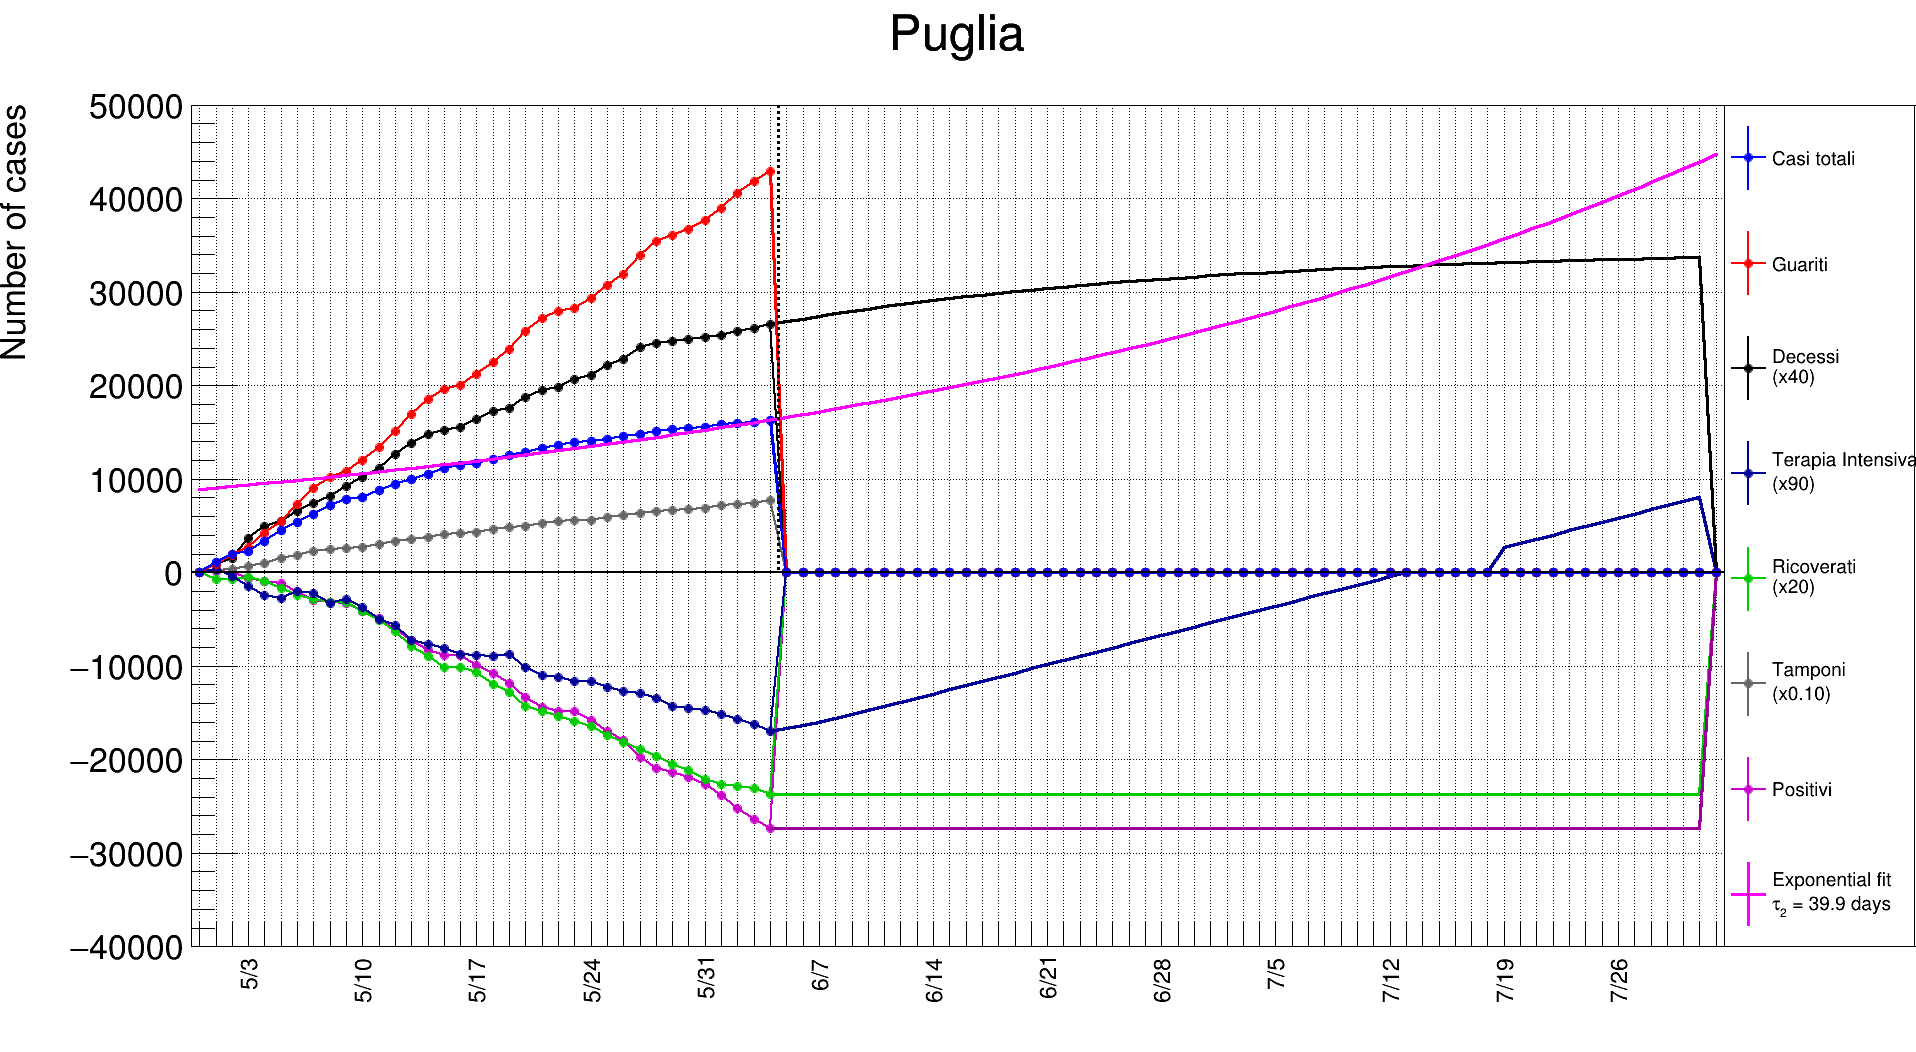 Puglia
Number of cases
50000
40000
30000
20000
10000
0
−10000
−20000
−30000
−40000
5/3
5/10
5/17
5/24
5/31
6/7
6/14
6/21
6/28
7/5
7/12
7/19
7/26
Casi totali
Guariti
Decessi
(x40)
Terapia Intensiva
(x90)
Ricoverati
(x20)
Tamponi
(x0.10)
Positivi
Exponential fit
τ2 = 39.9 days